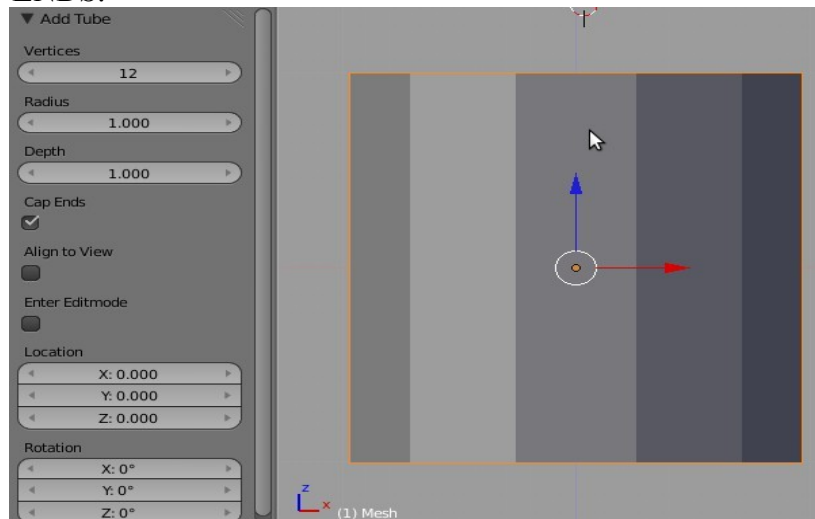 ENDS.
Add Tube
Vertices
12
Radius
1.000
Depth
1.000
Cap Ends
Align to View
Enter Editmode
Location
X: 0.000
Y: 0.000
Z: 0.000
Rotation
X: 0°
Y: 0°
Z: 0°
z
x
(1) Mesh